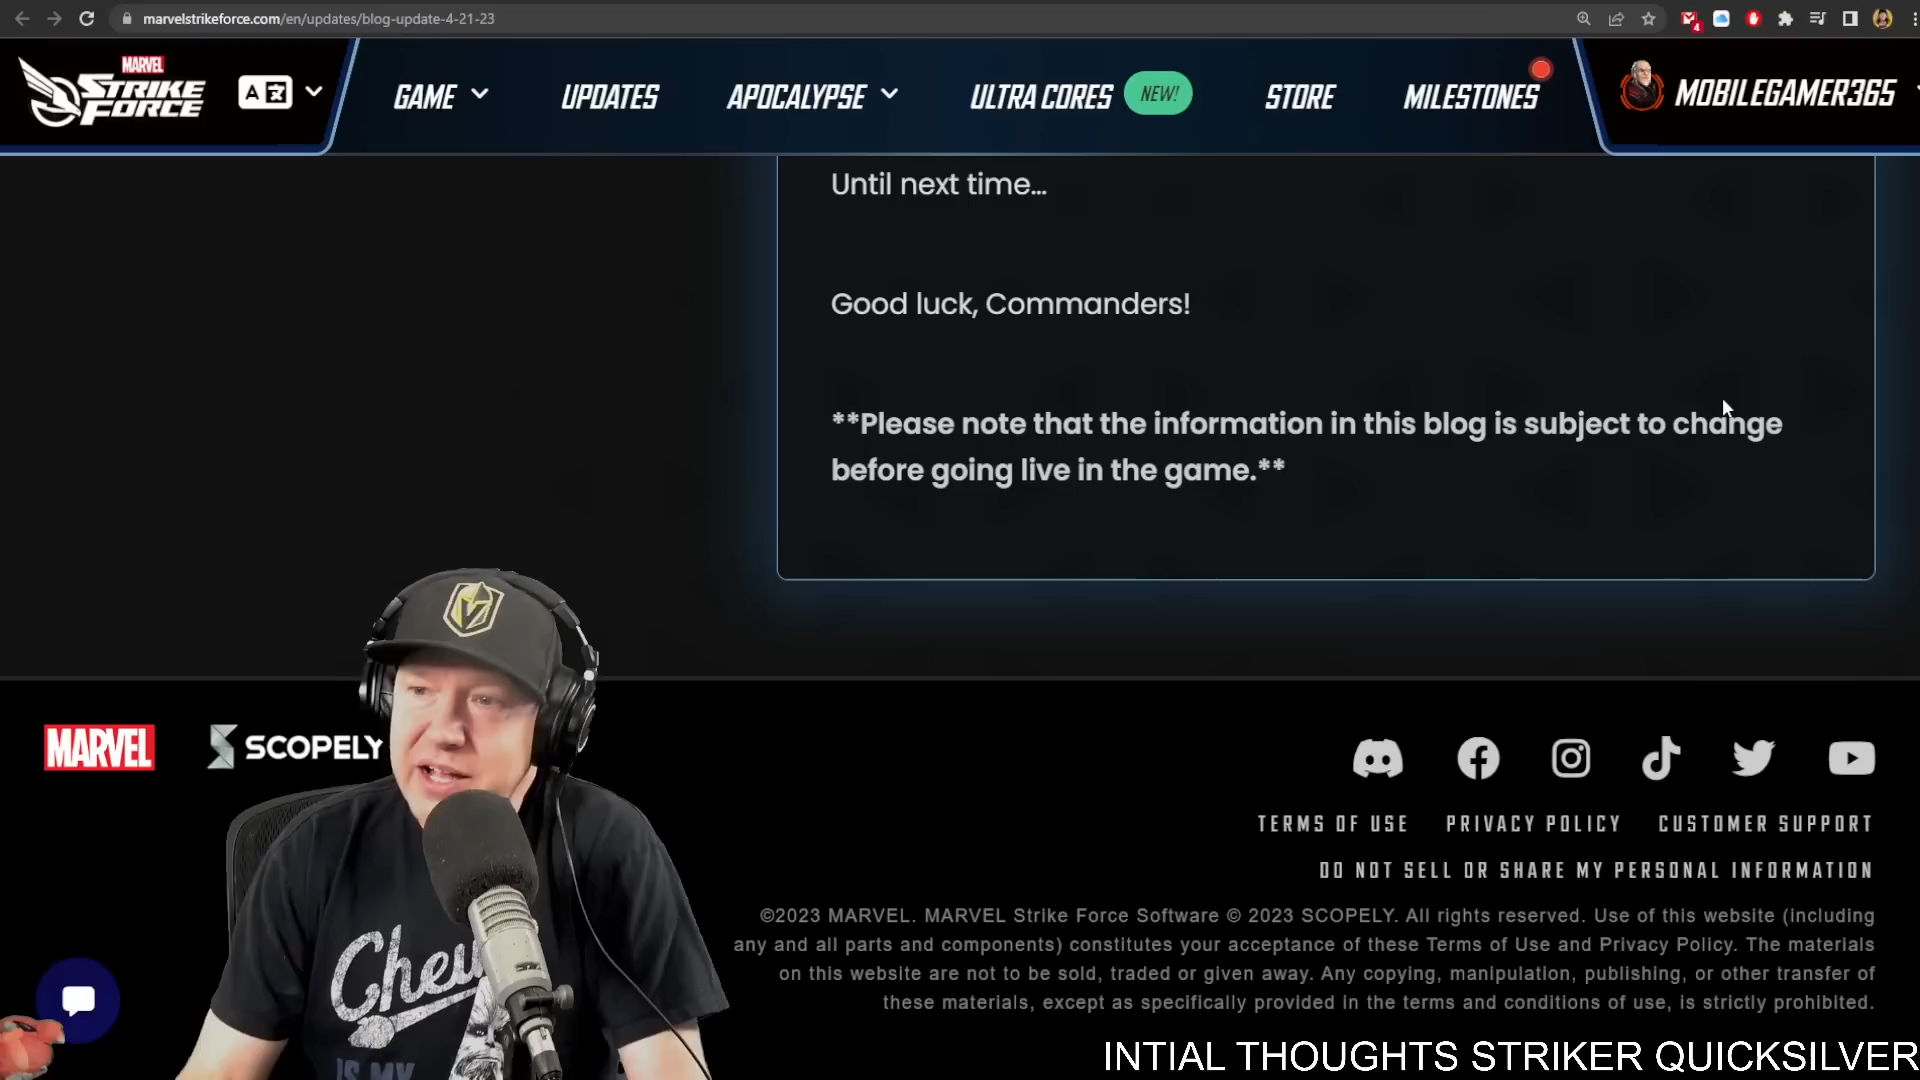 marvelstrikeforce.com/en/updates/blog-update-4-21-23
4
MARVEL
STRIKE
FORCE
A
GAME
UPDATES
APOCALYPSE
ULTRA CORES
NEW!
STORE
MILESTONES
MOBILEGAMER365
Until next time...
Good luck, Commanders!
**Please note that the information in this blog is subject to change
before going live in the game.**
MARVEL
SCOPELY
TERMS OF USE
PRIVACY POLICY
CUSTOMER SUPPORT
DO NOT SELL OR SHARE MY PERSONAL INFORMATION
©2023 MARVEL. MARVEL Strike Force Software © 2023 SCOPELY. All rights reserved. Use of this website (including
any and all parts and components) constitutes your acceptance of these Terms of Use and Privacy Policy. The materials
on this website are not to be sold, traded or given away. Any copying, manipulation, publishing, or other transfer of
these materials, except as specifically provided in the terms and conditions of use, is strictly prohibited.
IS MY
INTIAL THOUGHTS STRIKER QUICKSILVER